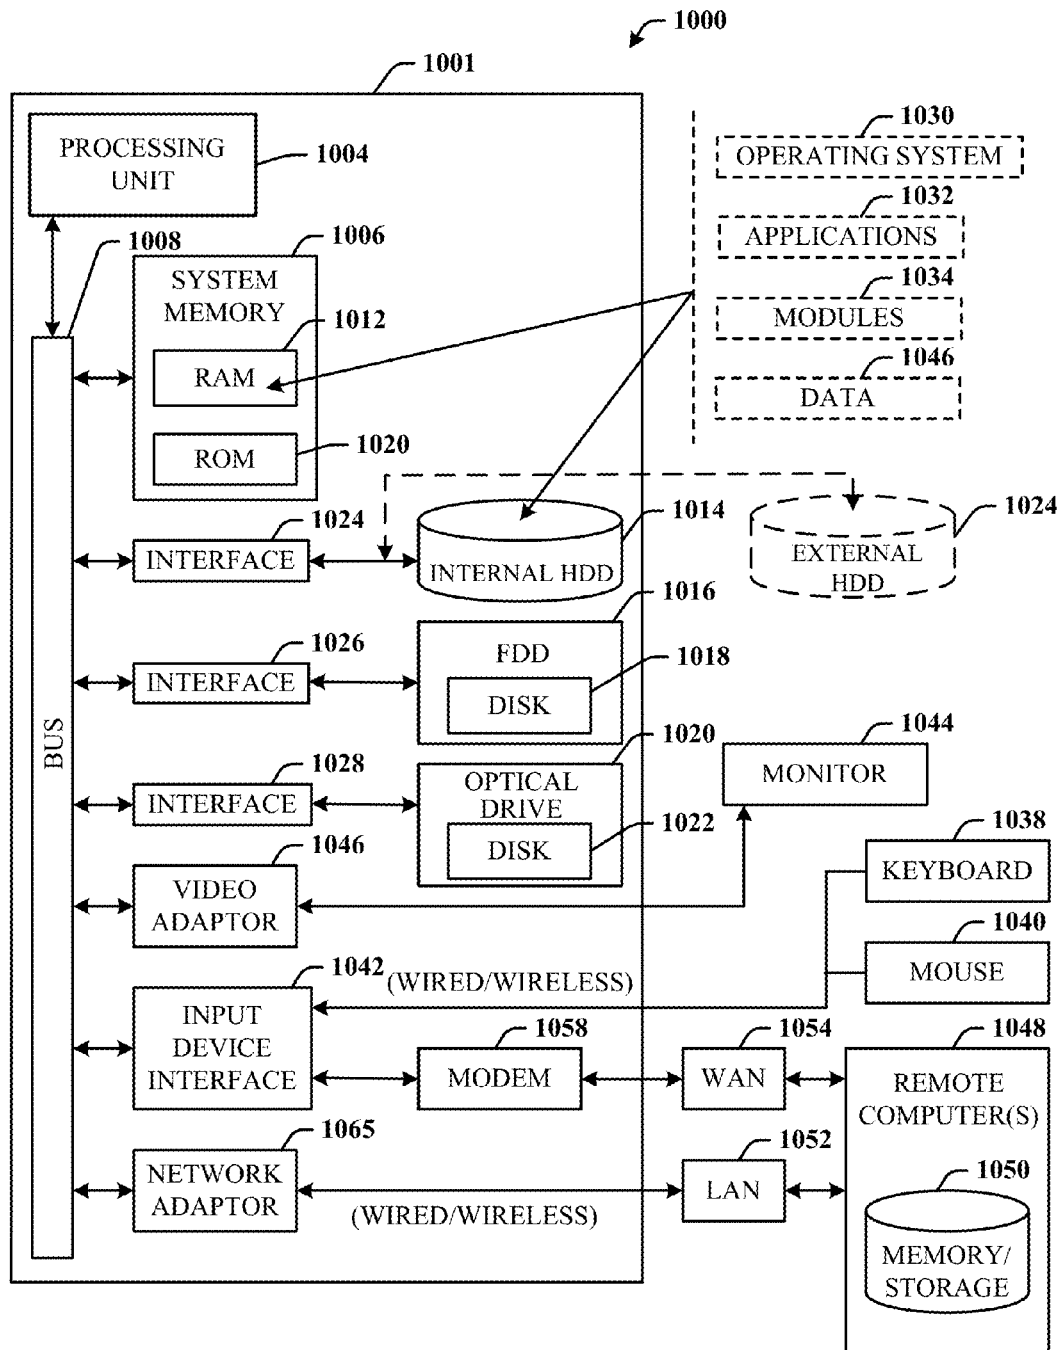 1000
1001
PROCESSING
UNIT
1004
1030
OPERATING SYSTEM
1032
APPLICATIONS
1034
MODULES
1046
DATA
1008
1006
SYSTEM
MEMORY
1012
RAM
1020
ROM
BUS
1024
INTERFACE
1014
INTERNAL HDD
1024
EXTERNAL
HDD
1026
INTERFACE
1016
FDD
1018
DISK
1028
INTERFACE
1020
OPTICAL
DRIVE
1022
DISK
1044
MONITOR
1046
VIDEO
ADAPTOR
1038
KEYBOARD
1040
MOUSE
1042
INPUT
DEVICE
INTERFACE
(WIRED/WIRELESS)
1058
MODEM
1054
WAN
1048
REMOTE
COMPUTER(S)
1065
NETWORK
ADAPTOR
(WIRED/WIRELESS)
1052
LAN
1050
MEMORY/
STORAGE